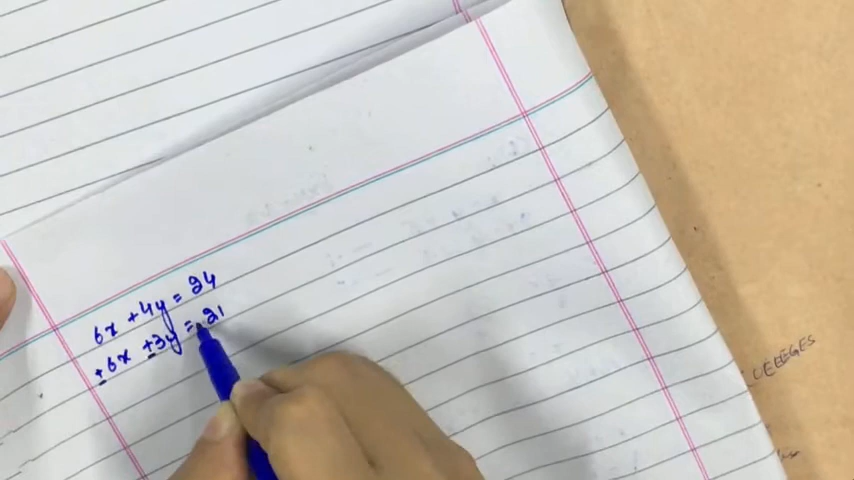 6x + 4y = 24
+6x + 3y = 21